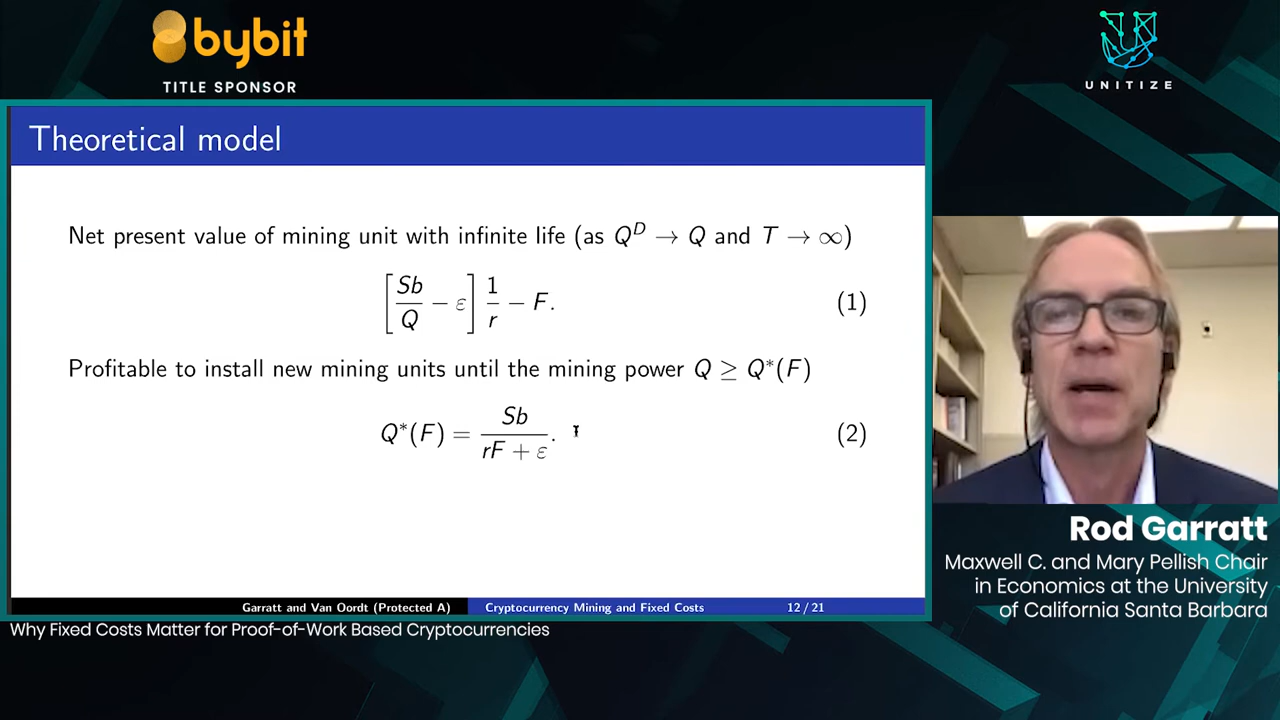 bybit
TITLE SPONSOR
UNITIZE
Theoretical model
Net present value of mining unit with infinite life (as Q^D → Q and T → ∞)
[Sb/Q − ε] 1/r − F. (1)
Profitable to install new mining units until the mining power Q ≥ Q*(F)
Q*(F) = Sb/(rF + ε). (2)
Garratt and Van Oordt (Protected A) Cryptocurrency Mining and Fixed Costs 12 / 21
Why Fixed Costs Matter for Proof-of-Work Based Cryptocurrencies
Rod Garratt
Maxwell C. and Mary Pellish Chair
in Economics at the University
of California Santa Barbara